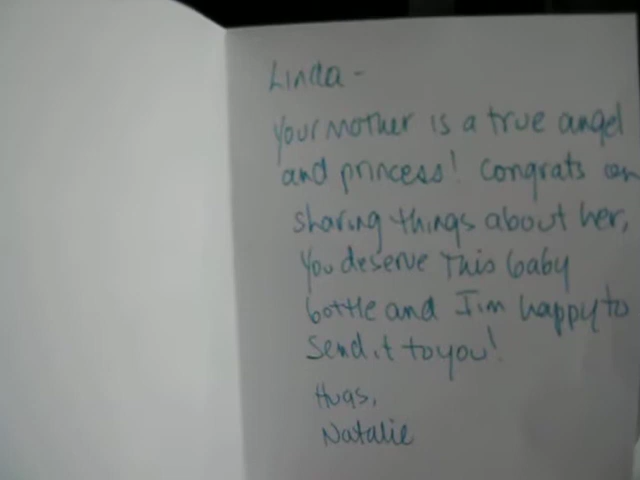 Linda -
Your mother is a true angel
and princess! Congrats on
sharing things about her,
You deserve This baby
bottle and I'm happy to
Send it to you!
Hugs,
Natalie